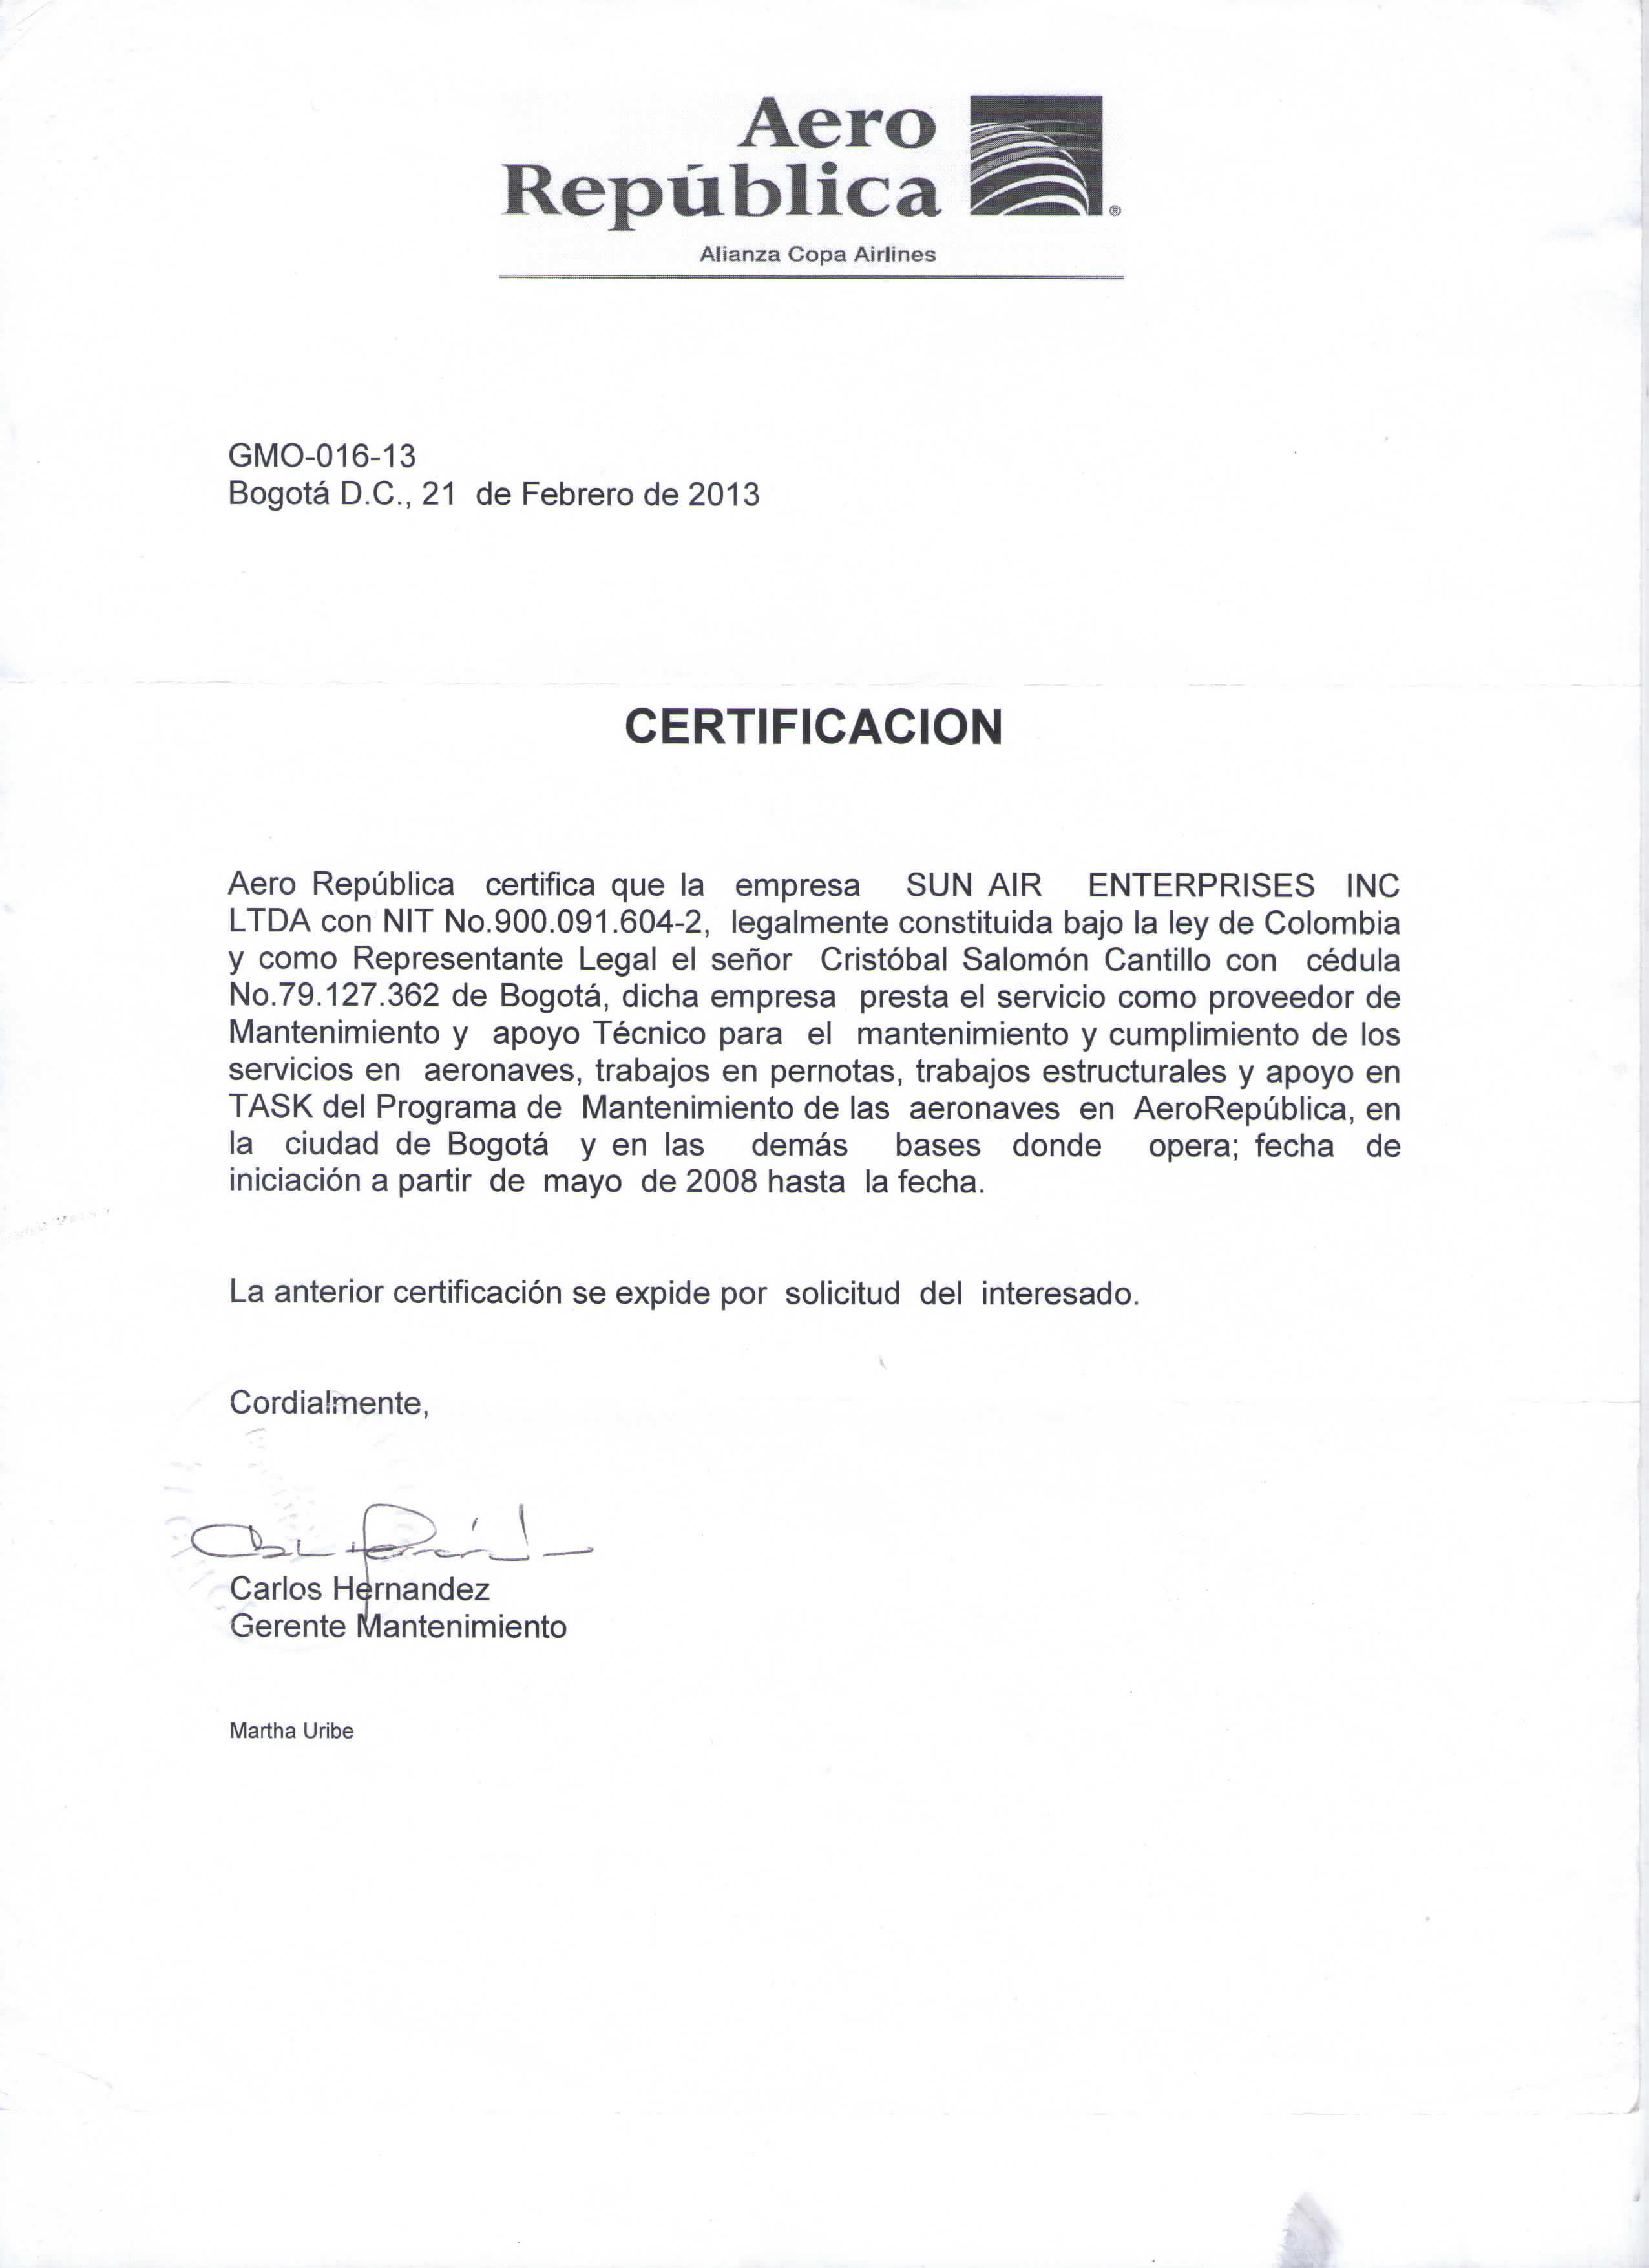 Aero
República
®
Alianza Copa Airlines
GMO-016-13
Bogotá D.C., 21 de Febrero de 2013
CERTIFICACION
Aero República certifica que la empresa SUN AIR ENTERPRISES INC
LTDA con NIT No.900.091.604-2, legalmente constituida bajo la ley de Colombia
y como Representante Legal el señor Cristóbal Salomón Cantillo con cédula
No.79.127.362 de Bogotá, dicha empresa presta el servicio como proveedor de
Mantenimiento y apoyo Técnico para el mantenimiento y cumplimiento de los
servicios en aeronaves, trabajos en pernotas, trabajos estructurales y apoyo en
TASK del Programa de Mantenimiento de las aeronaves en AeroRepública, en
la ciudad de Bogotá y en las demás bases donde opera; fecha de
iniciación a partir de mayo de 2008 hasta la fecha.
La anterior certificación se expide por solicitud del interesado.
Cordialmente,
Carlos Hernandez
Gerente Mantenimiento
Martha Uribe